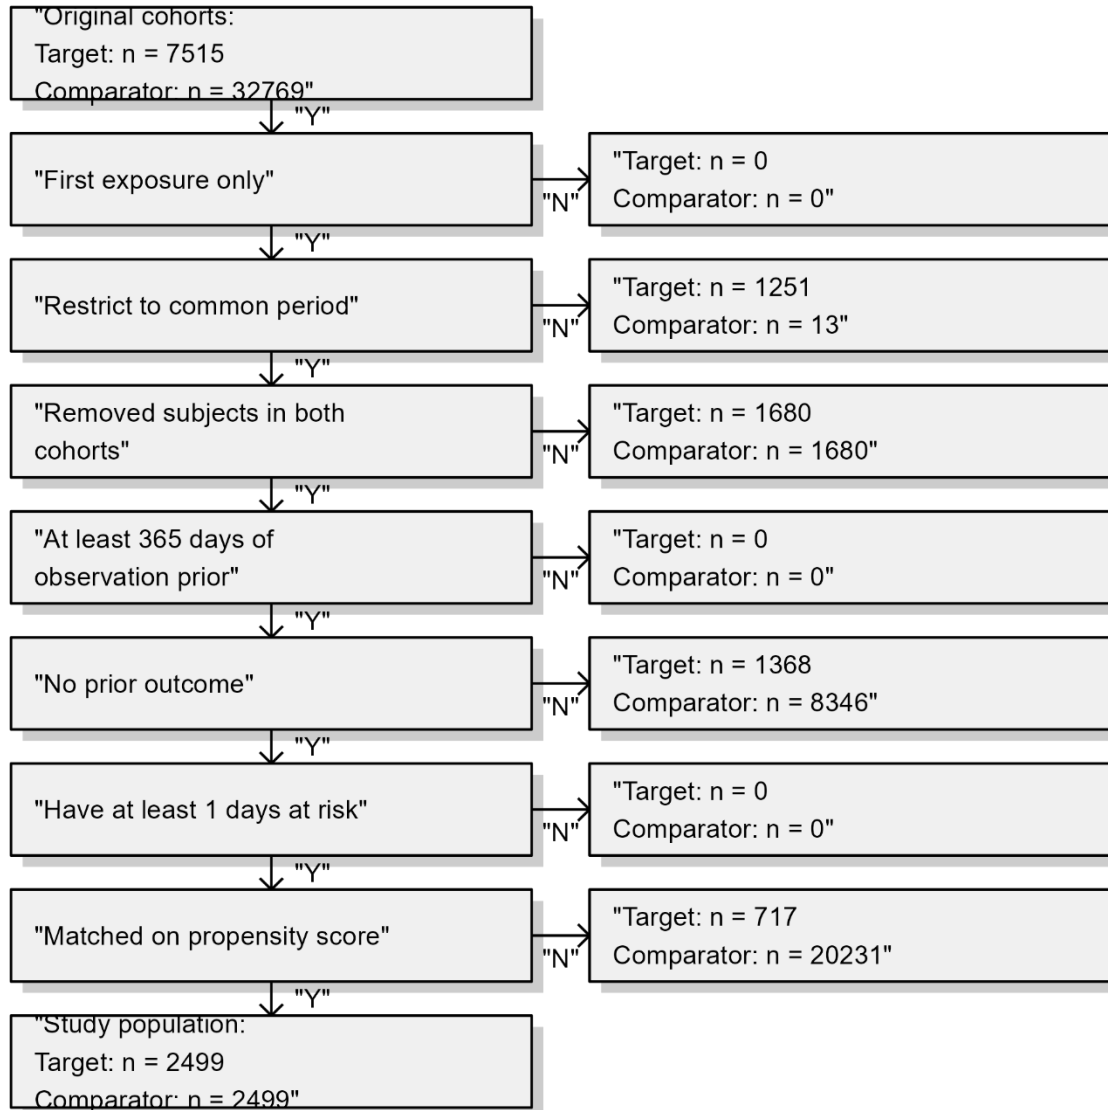 "Original cohorts:
Target: n = 7515
Comparator: n = 32769"
"Y"
"First exposure only"
"N"
"Target: n = 0
Comparator: n = 0"
"Y"
"Restrict to common period"
"N"
"Target: n = 1251
Comparator: n = 13"
"Y"
"Removed subjects in both
cohorts"
"N"
"Target: n = 1680
Comparator: n = 1680"
"Y"
"At least 365 days of
observation prior"
"N"
"Target: n = 0
Comparator: n = 0"
"Y"
"No prior outcome"
"N"
"Target: n = 1368
Comparator: n = 8346"
"Y"
"Have at least 1 days at risk"
"N"
"Target: n = 0
Comparator: n = 0"
"Y"
"Matched on propensity score"
"N"
"Target: n = 717
Comparator: n = 20231"
"Y"
"Study population:
Target: n = 2499
Comparator: n = 2499"